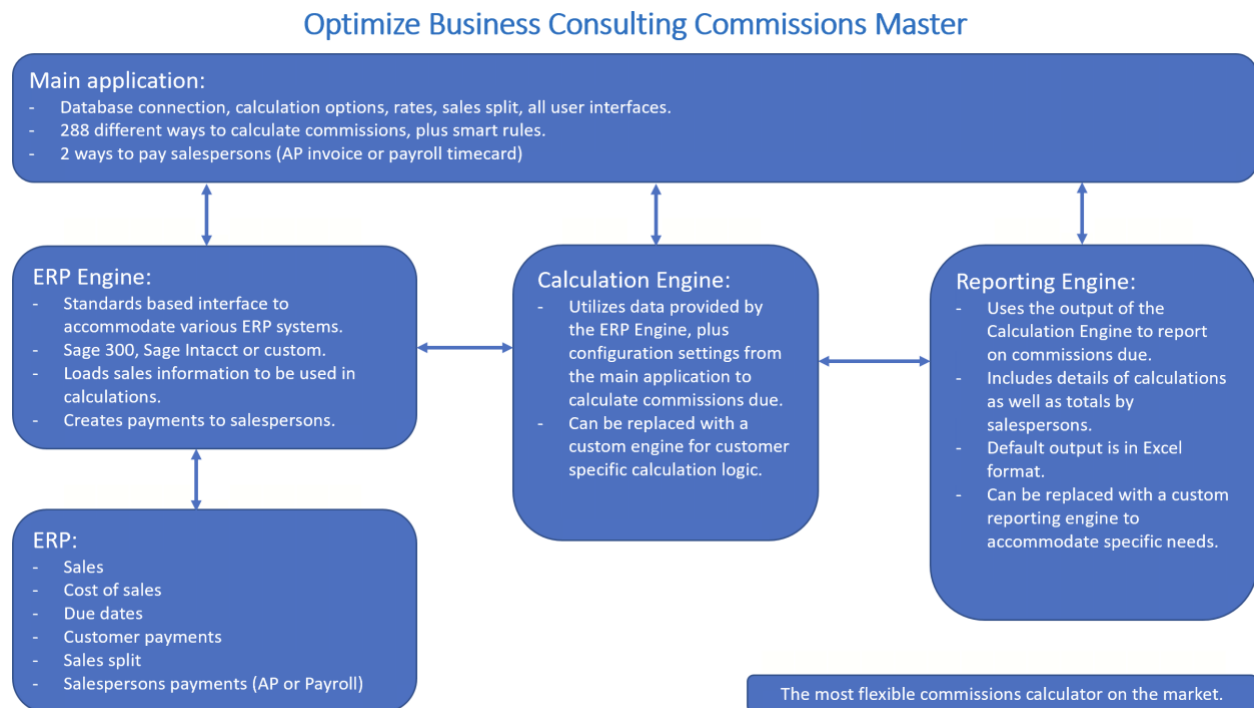 Optimize Business Consulting Commissions Master
Main application:
- Database connection, calculation options, rates, sales split, all user interfaces.
- 288 different ways to calculate commissions, plus smart rules.
- 2 ways to pay salespersons (AP invoice or payroll timecard)
ERP Engine:
- Standards based interface to
accommodate various ERP systems.
- Sage 300, Sage Intacct or custom.
- Loads sales information to be used in
calculations.
- Creates payments to salespersons.
Calculation Engine:
- Utilizes data provided by
the ERP Engine, plus
configuration settings from
the main application to
calculate commissions due.
- Can be replaced with a
custom engine for customer
specific calculation logic.
Reporting Engine:
- Uses the output of the
Calculation Engine to report
on commissions due.
- Includes details of calculations
as well as totals by
salespersons.
- Default output is in Excel
format.
- Can be replaced with a custom
reporting engine to
accommodate specific needs.
ERP:
- Sales
- Cost of sales
- Due dates
- Customer payments
- Sales split
- Salespersons payments (AP or Payroll)
The most flexible commissions calculator on the market.